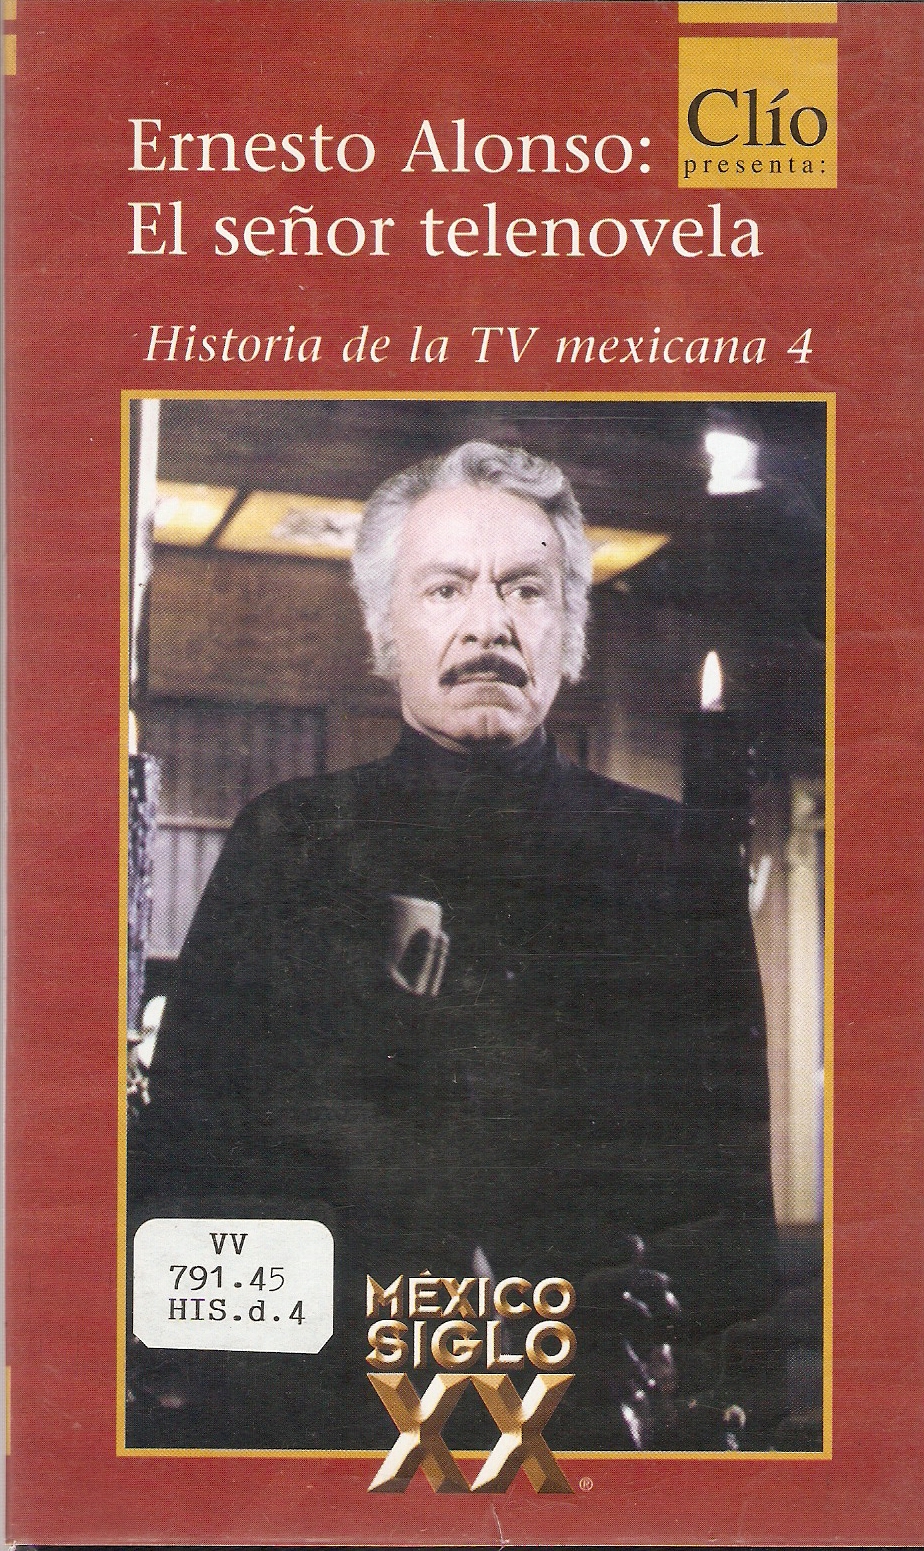 Clío
presenta:
Ernesto Alonso:
El señor telenovela
Historia de la TV mexicana 4
VV
791.45
HIS.d.4
MÉXICO
SIGLO
XX®